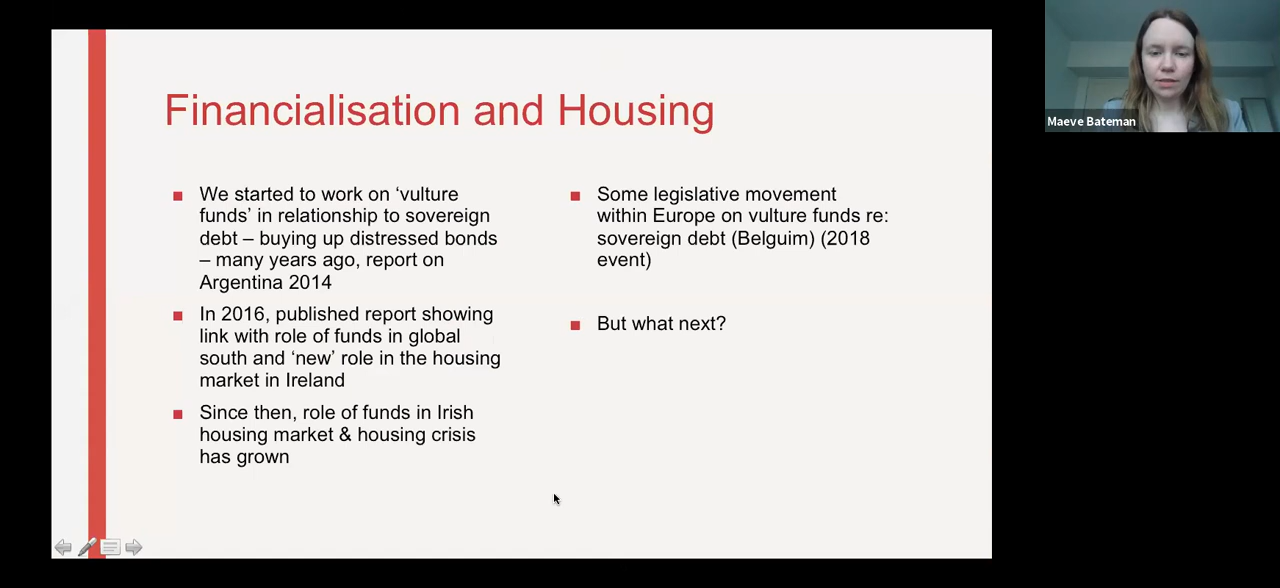 Financialisation and Housing
We started to work on ‘vulture
funds’ in relationship to sovereign
debt – buying up distressed bonds
– many years ago, report on
Argentina 2014
In 2016, published report showing
link with role of funds in global
south and ‘new’ role in the housing
market in Ireland
Since then, role of funds in Irish
housing market & housing crisis
has grown
Some legislative movement
within Europe on vulture funds re:
sovereign debt (Belguim) (2018
event)
But what next?
Maeve Bateman